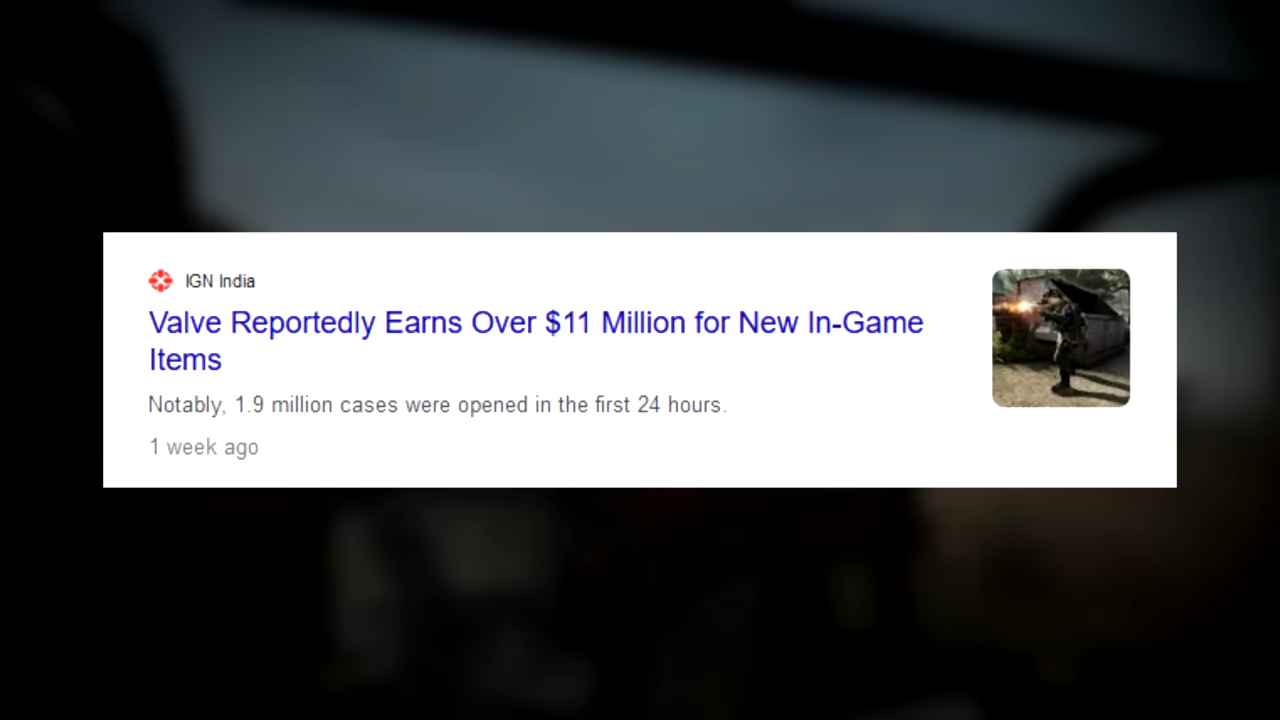 IGN India
Valve Reportedly Earns Over $11 Million for New In-Game
Items
Notably, 1.9 million cases were opened in the first 24 hours.
1 week ago